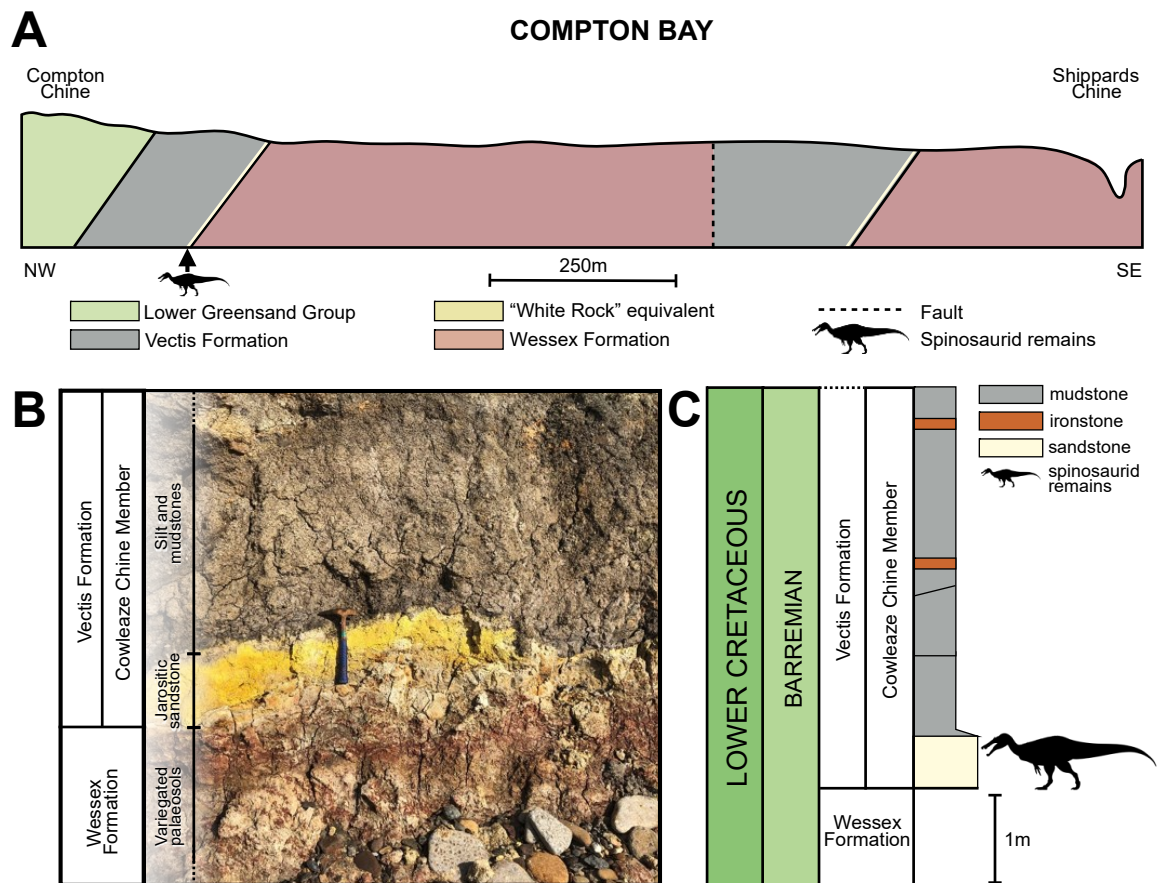 A
COMPTON BAY
Compton
Chine
Shippards
Chine
NW
SE
250m
Lower Greensand Group
Vectis Formation
“White Rock” equivalent
Wessex Formation
Fault
Spinosaurid remains
B
Vectis Formation
Cowleaze Chine Member
Silt and
mudstones
Jarositic
sandstone
Wessex
Formation
Variegated
palaeosols
C
LOWER CRETACEOUS
BARREMIAN
Vectis Formation
Cowleaze Chine Member
Wessex
Formation
mudstone
ironstone
sandstone
spinosaurid
remains
1m